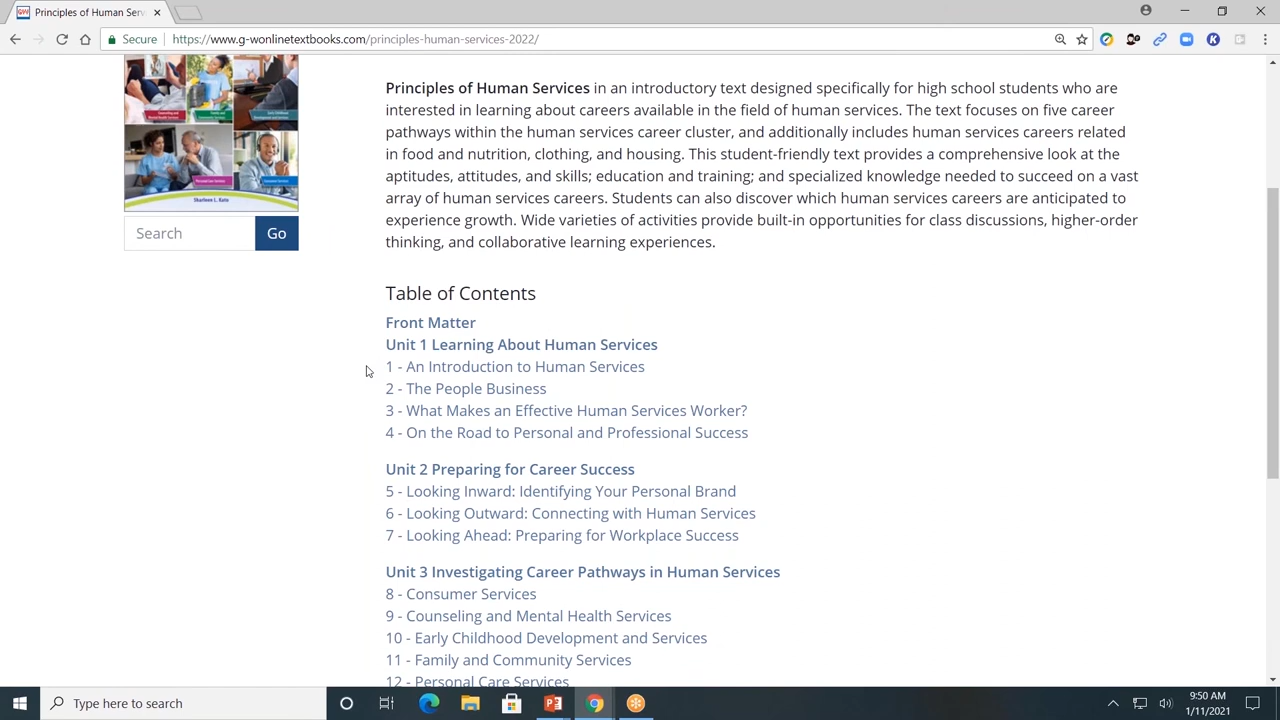 Principles of Human Serv
Secure
https://www.g-wonlinetextbooks.com/principles-human-services-2022/
Sharleen L. Kato
Search
Go
Principles of Human Services in an introductory text designed specifically for high school students who are
interested in learning about careers available in the field of human services. The text focuses on five career
pathways within the human services career cluster, and additionally includes human services careers related
in food and nutrition, clothing, and housing. This student-friendly text provides a comprehensive look at the
aptitudes, attitudes, and skills; education and training; and specialized knowledge needed to succeed on a vast
array of human services careers. Students can also discover which human services careers are anticipated to
experience growth. Wide varieties of activities provide built-in opportunities for class discussions, higher-order
thinking, and collaborative learning experiences.
Table of Contents
Front Matter
Unit 1 Learning About Human Services
1 - An Introduction to Human Services
2 - The People Business
3 - What Makes an Effective Human Services Worker?
4 - On the Road to Personal and Professional Success
Unit 2 Preparing for Career Success
5 - Looking Inward: Identifying Your Personal Brand
6 - Looking Outward: Connecting with Human Services
7 - Looking Ahead: Preparing for Workplace Success
Unit 3 Investigating Career Pathways in Human Services
8 - Consumer Services
9 - Counseling and Mental Health Services
10 - Early Childhood Development and Services
11 - Family and Community Services
12 - Personal Care Services
Type here to search
9:50 AM
1/11/2021